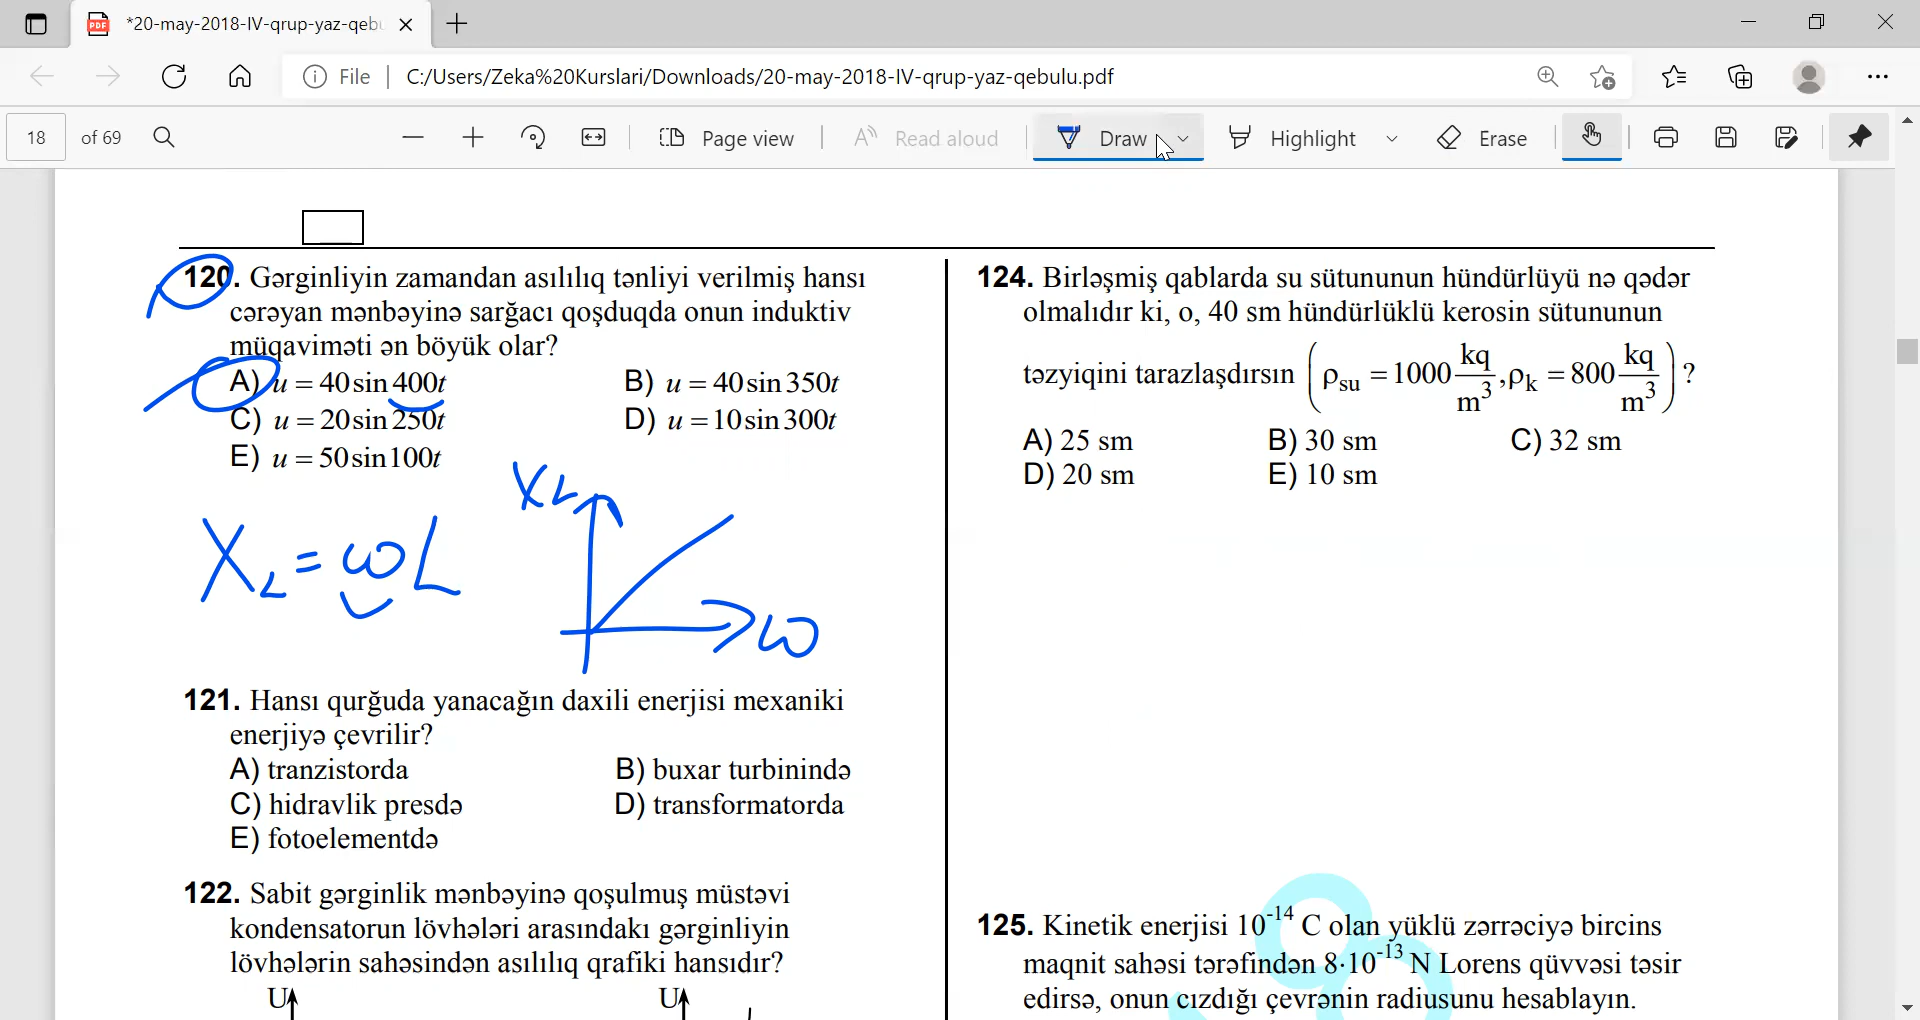 *20-may-2018-IV-qrup-yaz-qebu
File C:/Users/Zeka%20Kurslari/Downloads/20-may-2018-IV-qrup-yaz-qebulu.pdf
18 of 69 Page view Read aloud Draw Highlight Erase
120. Gərginliyin zamandan asılılıq tənliyi verilmiş hansı
cərəyan mənbəyinə sarğacı qoşduqda onun induktiv
müqaviməti ən böyük olar?
A) u = 40sin400t B) u = 40sin350t
C) u = 20sin250t D) u = 10sin300t
E) u = 50sin100t
X_L = ωL
X_L
ω
121. Hansı qurğuda yanacağın daxili enerjisi mexaniki
enerjiyə çevrilir?
A) tranzistorda B) buxar turbinində
C) hidravlik presdə D) transformatorda
E) fotoelementdə
122. Sabit gərginlik mənbəyinə qoşulmuş müstəvi
kondensatorun lövhələri arasındakı gərginliyin
lövhələrin sahəsindən asılılıq qrafiki hansıdır?
U U
124. Birləşmiş qablarda su sütununun hündürlüyü nə qədər
olmalıdır ki, o, 40 sm hündürlüklü kerosin sütununun
təzyiqini tarazlaşdırsın (ρsu = 1000 kq/m³, ρk = 800 kq/m³) ?
A) 25 sm B) 30 sm C) 32 sm
D) 20 sm E) 10 sm
125. Kinetik enerjisi 10⁻¹⁴ C olan yüklü zərrəciyə bircins
maqnit sahəsi tərəfindən 8·10⁻¹³ N Lorens qüvvəsi təsir
edirsə, onun cızdığı çevrənin radiusunu hesablayın.